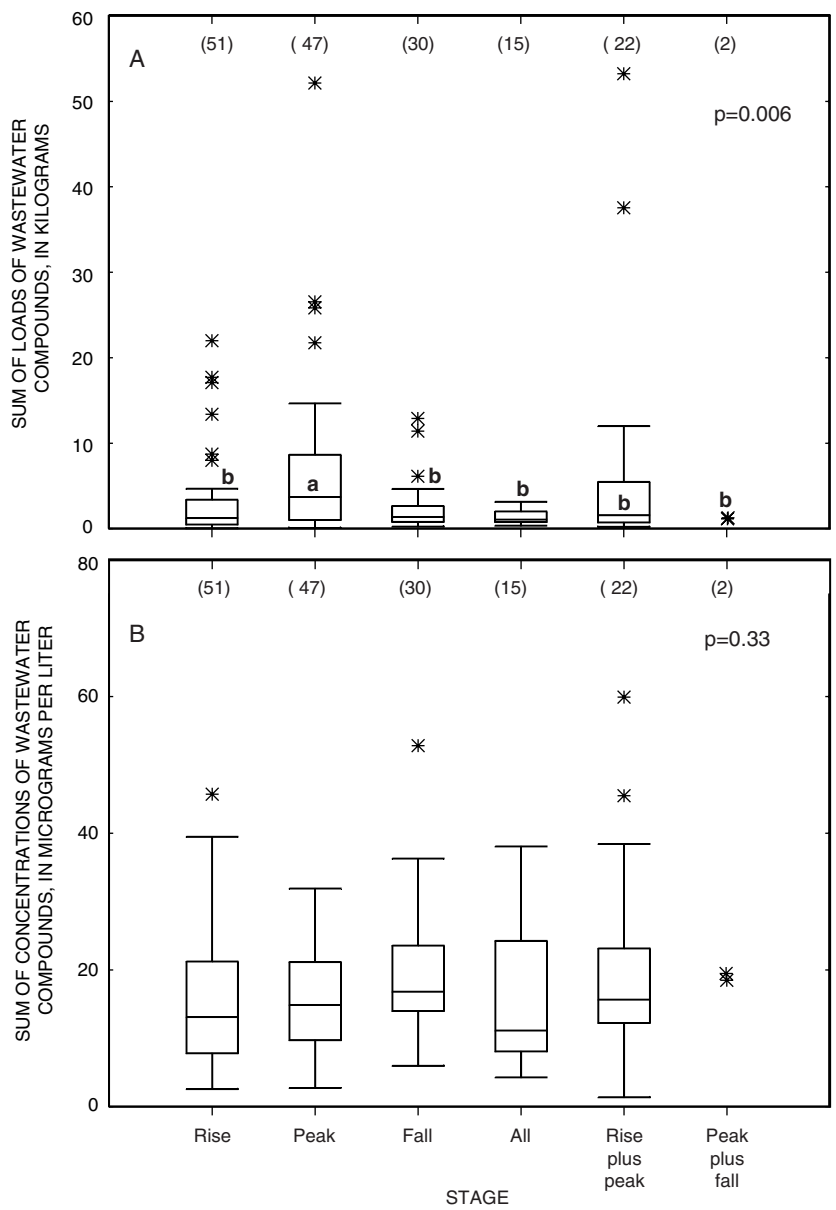 SUM OF LOADS OF WASTEWATER
COMPOUNDS, IN KILOGRAMS
60
50
40
30
20
10
0
A
(51) ( 47) (30) (15) ( 22) (2)
p=0.006
b a b b b b
SUM OF CONCENTRATIONS OF WASTEWATER
COMPOUNDS, IN MICROGRAMS PER LITER
80
60
40
20
0
(51) ( 47) (30) (15) ( 22) (2)
B
p=0.33
Rise Peak Fall All Rise Peak
plus plus
peak fall
STAGE